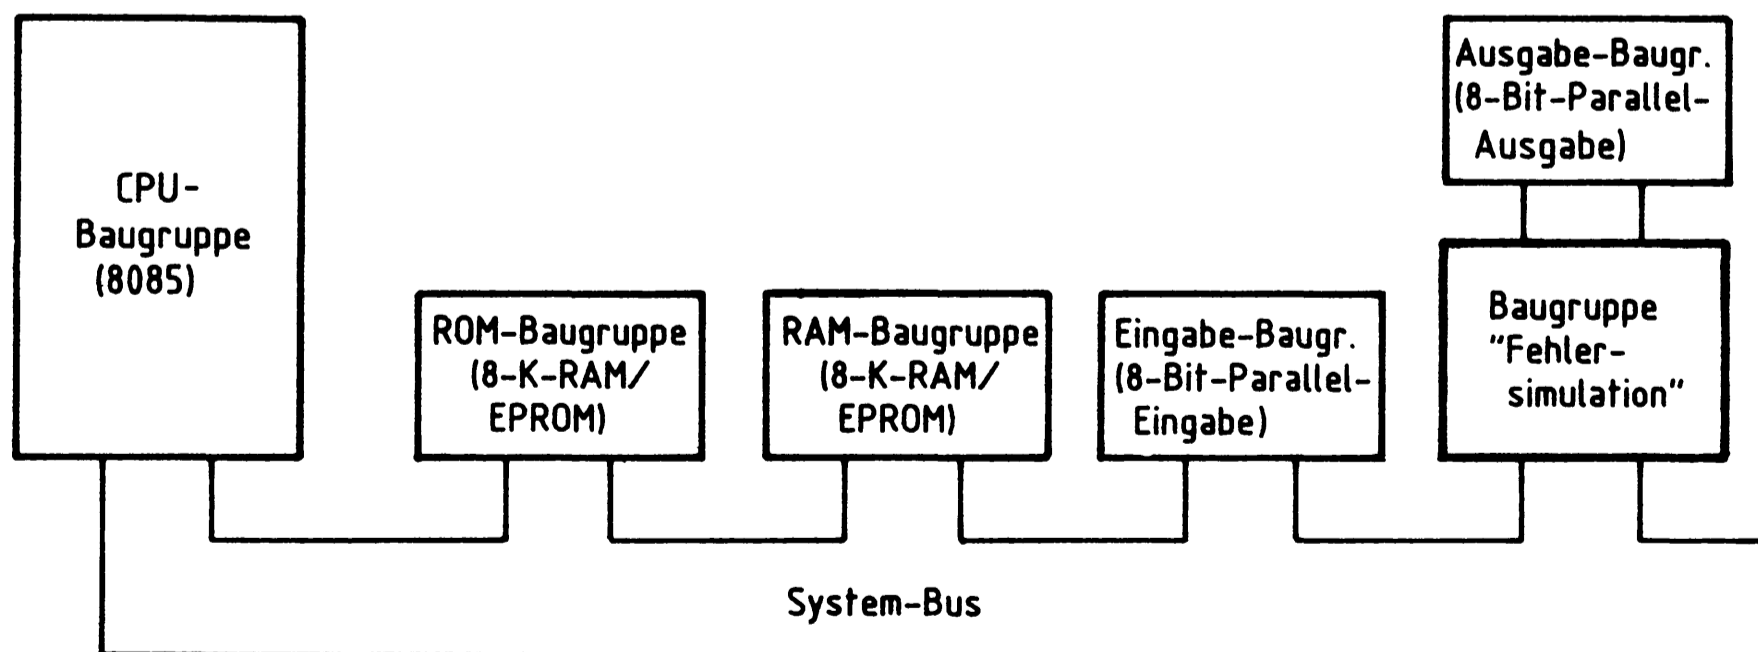 CPU-
Baugruppe
(8085)
ROM-Baugruppe
(8-K-RAM/
EPROM)
RAM-Baugruppe
(8-K-RAM/
EPROM)
Eingabe-Baugr.
(8-Bit-Parallel-
Eingabe)
Ausgabe-Baugr.
(8-Bit-Parallel-
Ausgabe)
Baugruppe
"Fehler-
simulation"
System-Bus